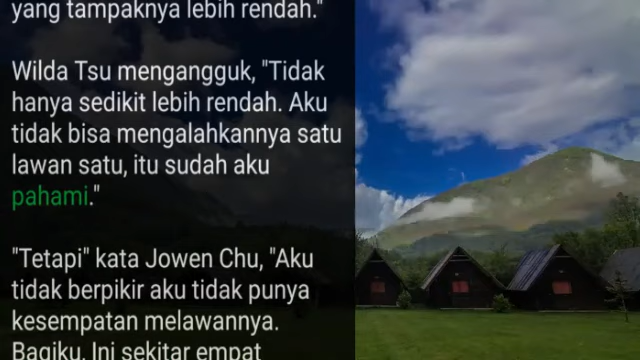 yang tampaknya lebih rendah."
Wilda Tsu mengangguk, "Tidak
hanya sedikit lebih rendah. Aku
tidak bisa mengalahkannya satu
lawan satu, itu sudah aku
pahami."
"Tetapi" kata Jowen Chu, "Aku
tidak berpikir aku tidak punya
kesempatan melawannya.
Bagiku, Ini sekitar empat